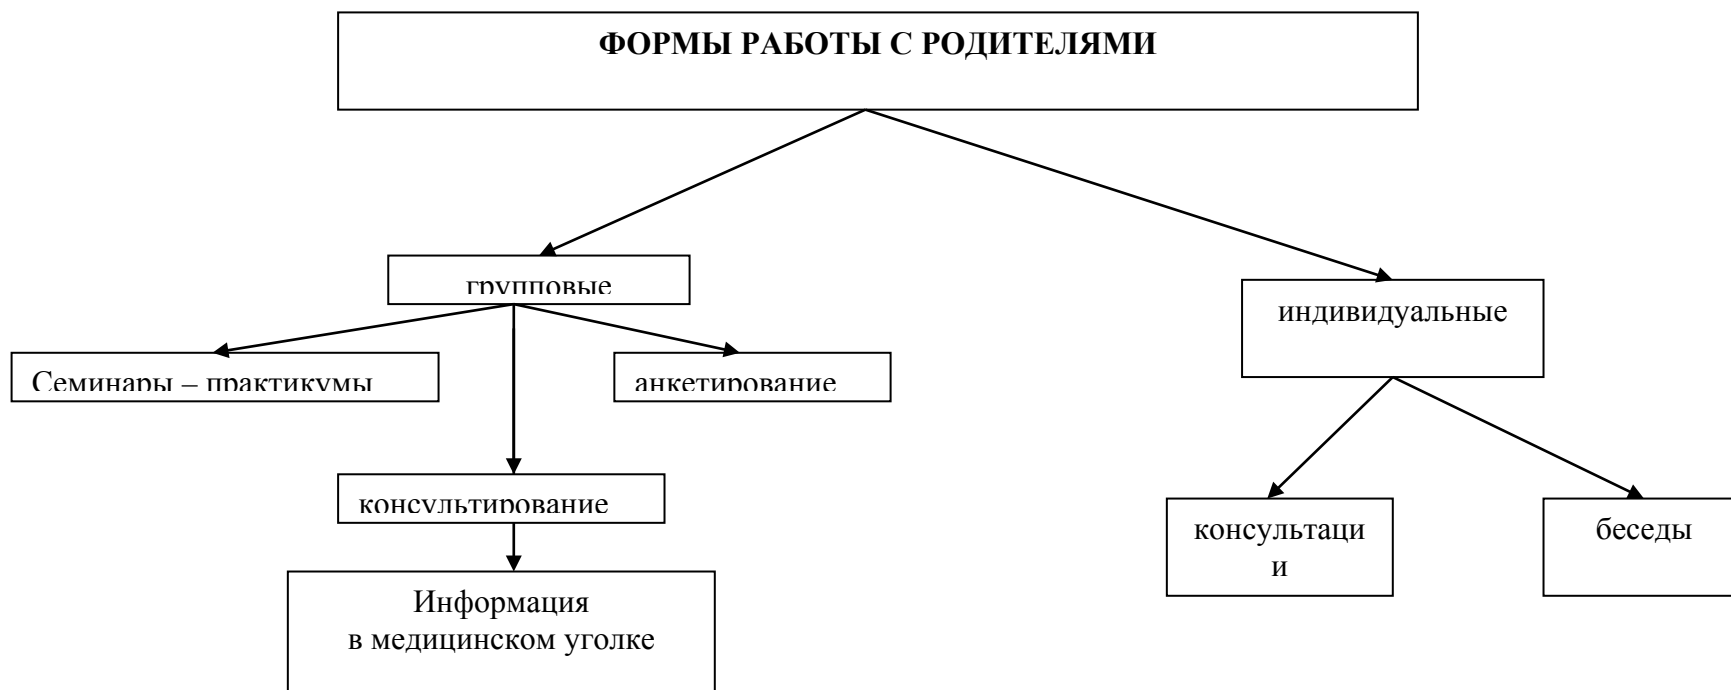 ФОРМЫ РАБОТЫ С РОДИТЕЛЯМИ
групповые
индивидуальные
Семинары – практикумы
анкетирование
консультирование
консультаци
и
беседы
Информация
в медицинском уголке